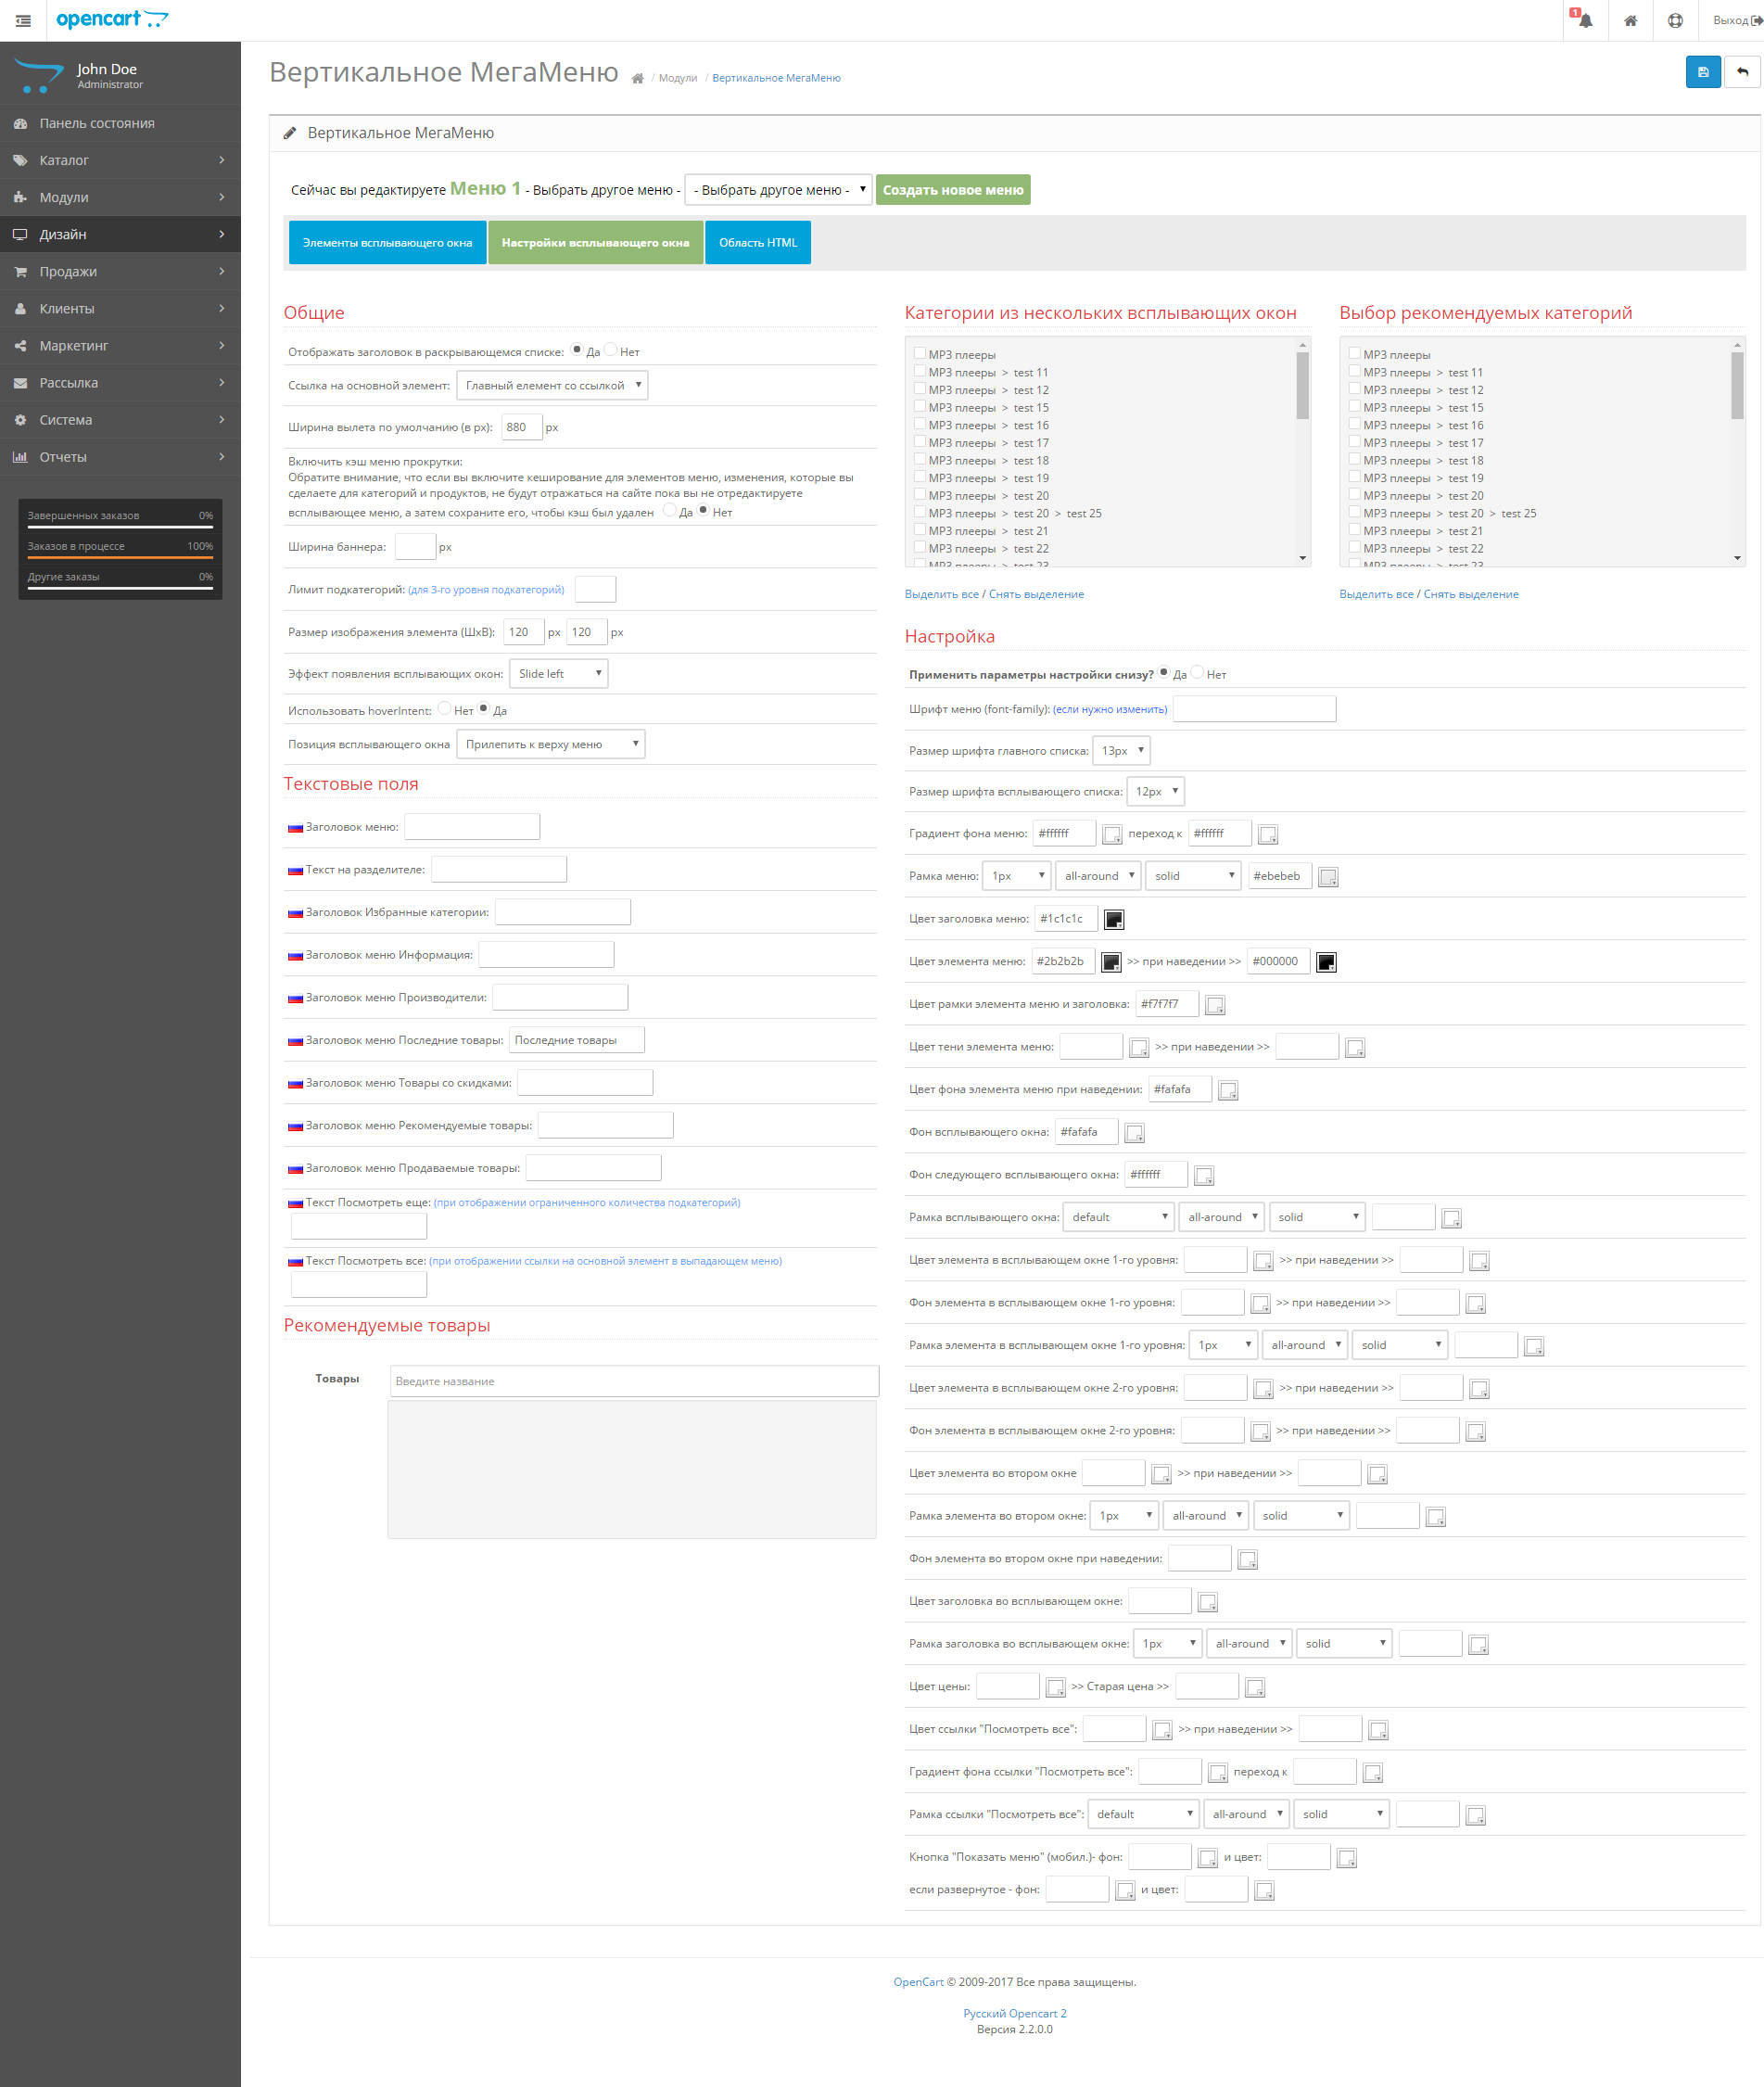 opencart
1
Выход
John Doe
Administrator
Панель состояния
Каталог
Модули
Дизайн
Продажи
Клиенты
Маркетинг
Рассылка
Система
Отчеты
Завершенных заказов 0%
Заказов в процессе 100%
Другие заказы 0%
Вертикальное МегаМеню / Модули / Вертикальное МегаМеню
Вертикальное МегаМеню
Сейчас вы редактируете Меню 1 - Выбрать другое меню - - Выбрать другое меню - Создать новое меню
Элементы всплывающего окна Настройки всплывающего окна Область HTML
Общие
Отображать заголовок в раскрывающемся списке: Да Нет
Ссылка на основной элемент: Главный елемент со ссылкой
Ширина вылета по умолчанию (в px): 880 px
Включить кэш меню прокрутки:
Обратите внимание, что если вы включите кеширование для элементов меню, изменения, которые вы
сделаете для категорий и продуктов, не будут отражаться на сайте пока вы не отредактируете
всплывающее меню, а затем сохраните его, чтобы кэш был удален Да Нет
Ширина баннера: px
Лимит подкатегорий: (для 3-го уровня подкатегорий)
Размер изображения элемента (ШхВ): 120 px 120 px
Эффект появления всплывающих окон: Slide left
Использовать hoverIntent: Нет Да
Позиция всплывающего окна Прилепить к верху меню
Текстовые поля
Заголовок меню:
Текст на разделителе:
Заголовок Избранные категории:
Заголовок меню Информация:
Заголовок меню Производители:
Заголовок меню Последние товары: Последние товары
Заголовок меню Товары со скидками:
Заголовок меню Рекомендуемые товары:
Заголовок меню Продаваемые товары:
Текст Посмотреть еще: (при отображении ограниченного количества подкатегорий)
Текст Посмотреть все: (при отображении ссылки на основной элемент в выпадающем меню)
Рекомендуемые товары
Товары Введите название
Категории из нескольких всплывающих окон
MP3 плееры
MP3 плееры > test 11
MP3 плееры > test 12
MP3 плееры > test 15
MP3 плееры > test 16
MP3 плееры > test 17
MP3 плееры > test 18
MP3 плееры > test 19
MP3 плееры > test 20
MP3 плееры > test 20 > test 25
MP3 плееры > test 21
MP3 плееры > test 22
MP3 плееры > test 23
Выделить все / Снять выделение
Выбор рекомендуемых категорий
MP3 плееры
MP3 плееры > test 11
MP3 плееры > test 12
MP3 плееры > test 15
MP3 плееры > test 16
MP3 плееры > test 17
MP3 плееры > test 18
MP3 плееры > test 19
MP3 плееры > test 20
MP3 плееры > test 20 > test 25
MP3 плееры > test 21
MP3 плееры > test 22
MP3 плееры > test 23
Выделить все / Снять выделение
Настройка
Применить параметры настройки снизу? Да Нет
Шрифт меню (font-family): (если нужно изменить)
Размер шрифта главного списка: 13px
Размер шрифта всплывающего списка: 12px
Градиент фона меню: #ffffff переход к #ffffff
Рамка меню: 1px all-around solid #ebebeb
Цвет заголовка меню: #1c1c1c
Цвет элемента меню: #2b2b2b >> при наведении >> #000000
Цвет рамки элемента меню и заголовка: #f7f7f7
Цвет тени элемента меню: >> при наведении >>
Цвет фона элемента меню при наведении: #fafafa
Фон всплывающего окна: #fafafa
Фон следующего всплывающего окна: #ffffff
Рамка всплывающего окна: default all-around solid
Цвет элемента в всплывающем окне 1-го уровня: >> при наведении >>
Фон элемента в всплывающем окне 1-го уровня: >> при наведении >>
Рамка элемента в всплывающем окне 1-го уровня: 1px all-around solid
Цвет элемента в всплывающем окне 2-го уровня: >> при наведении >>
Фон элемента в всплывающем окне 2-го уровня: >> при наведении >>
Цвет элемента во втором окне >> при наведении >>
Рамка элемента во втором окне: 1px all-around solid
Фон элемента во втором окне при наведении:
Цвет заголовка во всплывающем окне:
Рамка заголовка во всплывающем окне: 1px all-around solid
Цвет цены: >> Старая цена >>
Цвет ссылки "Посмотреть все": >> при наведении >>
Градиент фона ссылки "Посмотреть все": переход к
Рамка ссылки "Посмотреть все": default all-around solid
Кнопка "Показать меню" (мобил.)- фон: и цвет:
если развернутое - фон: и цвет:
OpenCart © 2009-2017 Все права защищены.
Русский Opencart 2
Версия 2.2.0.0